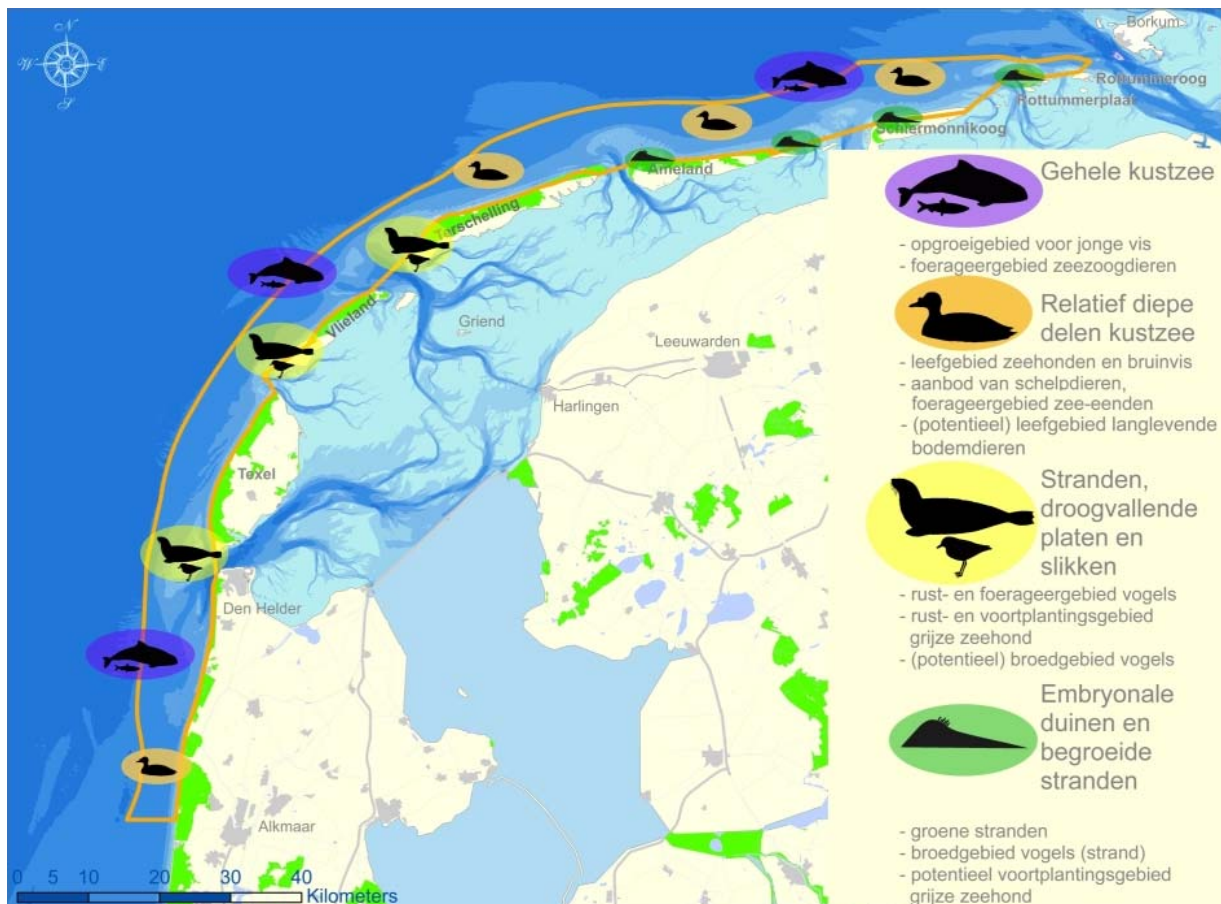 N
W E
S
Borkum
Rottummeroog
Rottummerplaat
Schiermonnikoog
Ameland
Terschelling
Vlieland
Griend
Leeuwarden
Harlingen
Texel
Den Helder
Alkmaar
0 5 10 20 30 40
Kilometers
Gehele kustzee
- opgroeigebied voor jonge vis
- foerageergebied zeezoogdieren
Relatief diepe
delen kustzee
- leefgebied zeehonden en bruinvis
- aanbod van schelpdieren,
foerageergebied zee-eenden
- (potentieel) leefgebied langlevende
bodemdieren
Stranden,
droogvallende
platen en
slikken
- rust- en foerageergebied vogels
- rust- en voortplantingsgebied
grijze zeehond
- (potentieel) broedgebied vogels
Embryonale
duinen en
begroeide
stranden
- groene stranden
- broedgebied vogels (strand)
- potentieel voortplantingsgebied
grijze zeehond